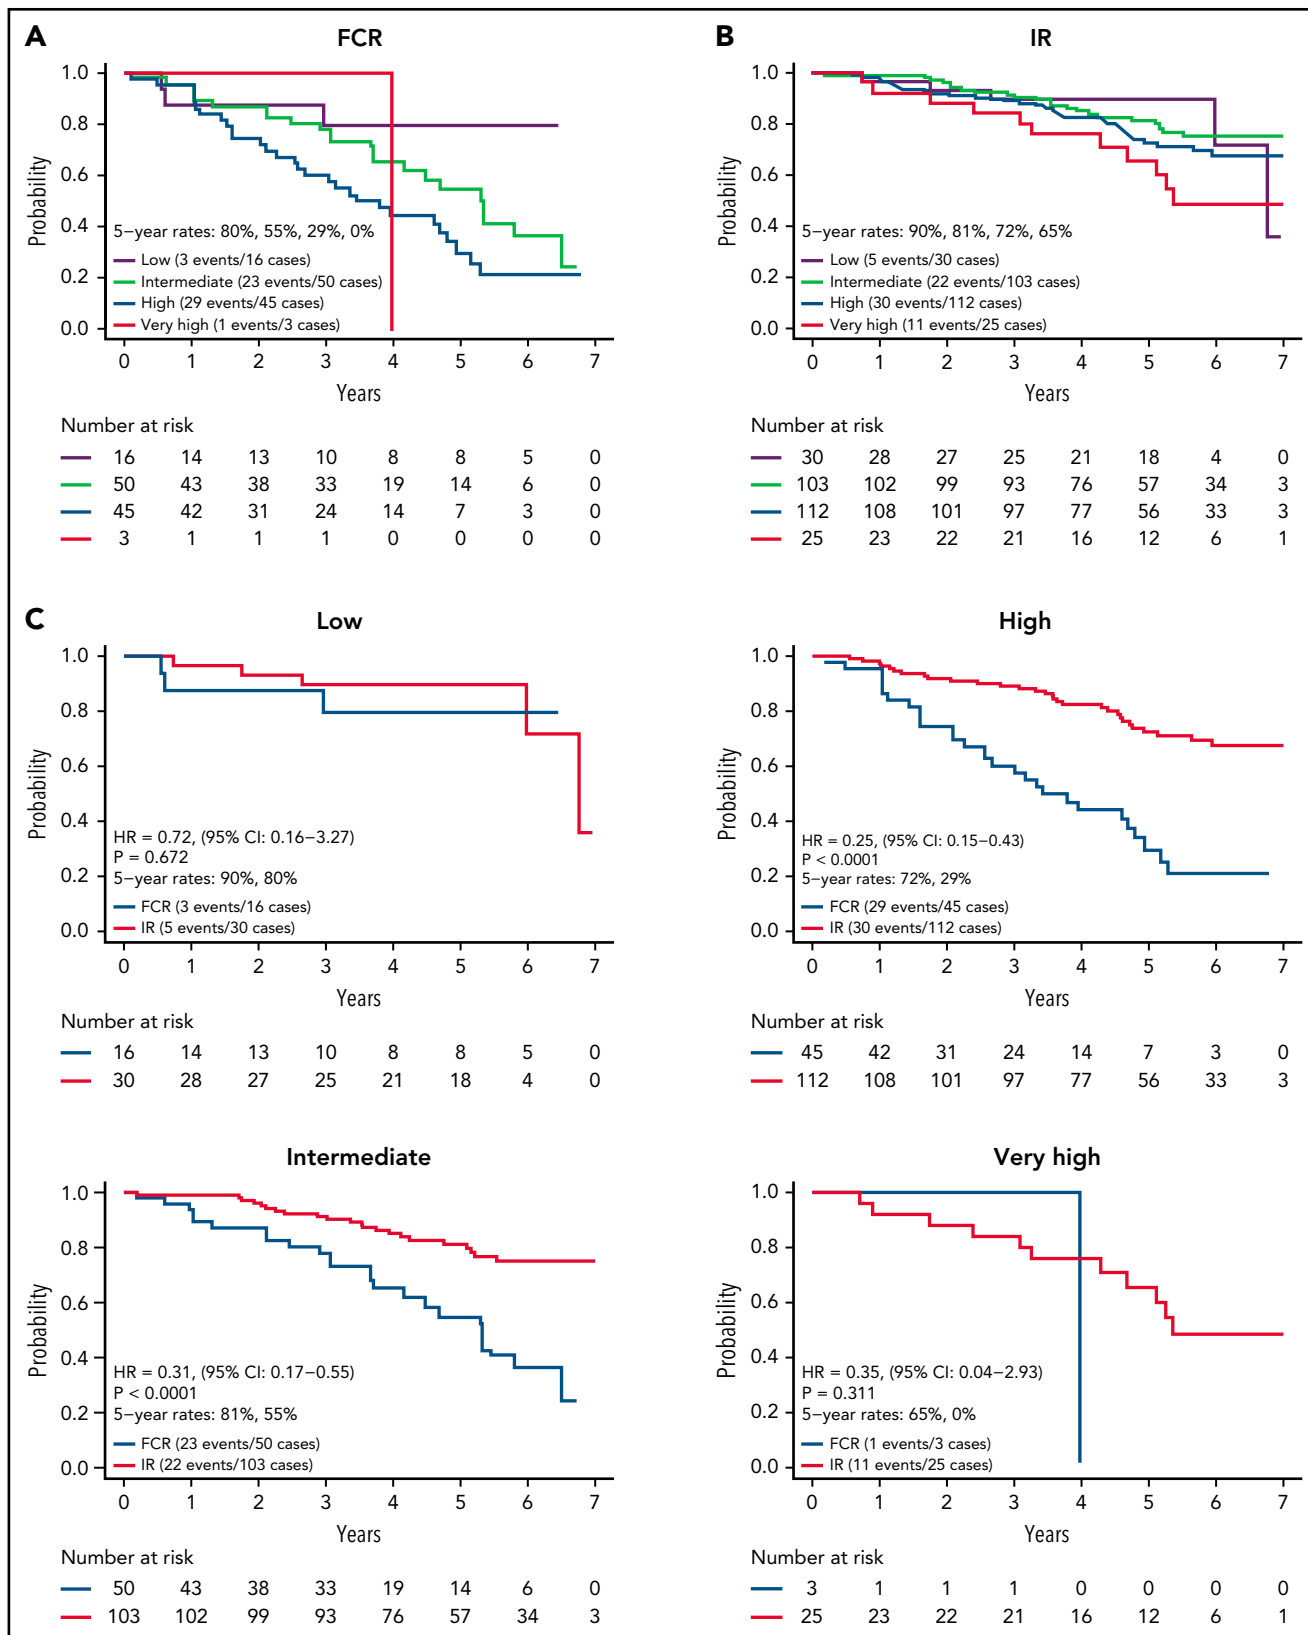 A
FCR
1.0
0.8
0.6
0.4
0.2
0.0
Probability
5–year rates: 80%, 55%, 29%, 0%
Low (3 events/16 cases)
Intermediate (23 events/50 cases)
High (29 events/45 cases)
Very high (1 events/3 cases)
0 1 2 3 4 5 6 7
Years
Number at risk
16 14 13 10 8 8 5 0
50 43 38 33 19 14 6 0
45 42 31 24 14 7 3 0
3 1 1 1 0 0 0 0
B
IR
1.0
0.8
0.6
0.4
0.2
0.0
Probability
5–year rates: 90%, 81%, 72%, 65%
Low (5 events/30 cases)
Intermediate (22 events/103 cases)
High (30 events/112 cases)
Very high (11 events/25 cases)
0 1 2 3 4 5 6 7
Years
Number at risk
30 28 27 25 21 18 4 0
103 102 99 93 76 57 34 3
112 108 101 97 77 56 33 3
25 23 22 21 16 12 6 1
C
Low
1.0
0.8
0.6
0.4
0.2
0.0
Probability
HR = 0.72, (95% CI: 0.16–3.27)
P = 0.672
5–year rates: 90%, 80%
FCR (3 events/16 cases)
IR (5 events/30 cases)
0 1 2 3 4 5 6 7
Years
Number at risk
16 14 13 10 8 8 5 0
30 28 27 25 21 18 4 0
High
1.0
0.8
0.6
0.4
0.2
0.0
Probability
HR = 0.25, (95% CI: 0.15–0.43)
P < 0.0001
5–year rates: 72%, 29%
FCR (29 events/45 cases)
IR (30 events/112 cases)
0 1 2 3 4 5 6 7
Years
Number at risk
45 42 31 24 14 7 3 0
112 108 101 97 77 56 33 3
Intermediate
1.0
0.8
0.6
0.4
0.2
0.0
Probability
HR = 0.31, (95% CI: 0.17–0.55)
P < 0.0001
5–year rates: 81%, 55%
FCR (23 events/50 cases)
IR (22 events/103 cases)
0 1 2 3 4 5 6 7
Years
Number at risk
50 43 38 33 19 14 6 0
103 102 99 93 76 57 34 3
Very high
1.0
0.8
0.6
0.4
0.2
0.0
Probability
HR = 0.35, (95% CI: 0.04–2.93)
P = 0.311
5–year rates: 65%, 0%
FCR (1 events/3 cases)
IR (11 events/25 cases)
0 1 2 3 4 5 6 7
Years
Number at risk
3 1 1 1 0 0 0 0
25 23 22 21 16 12 6 1